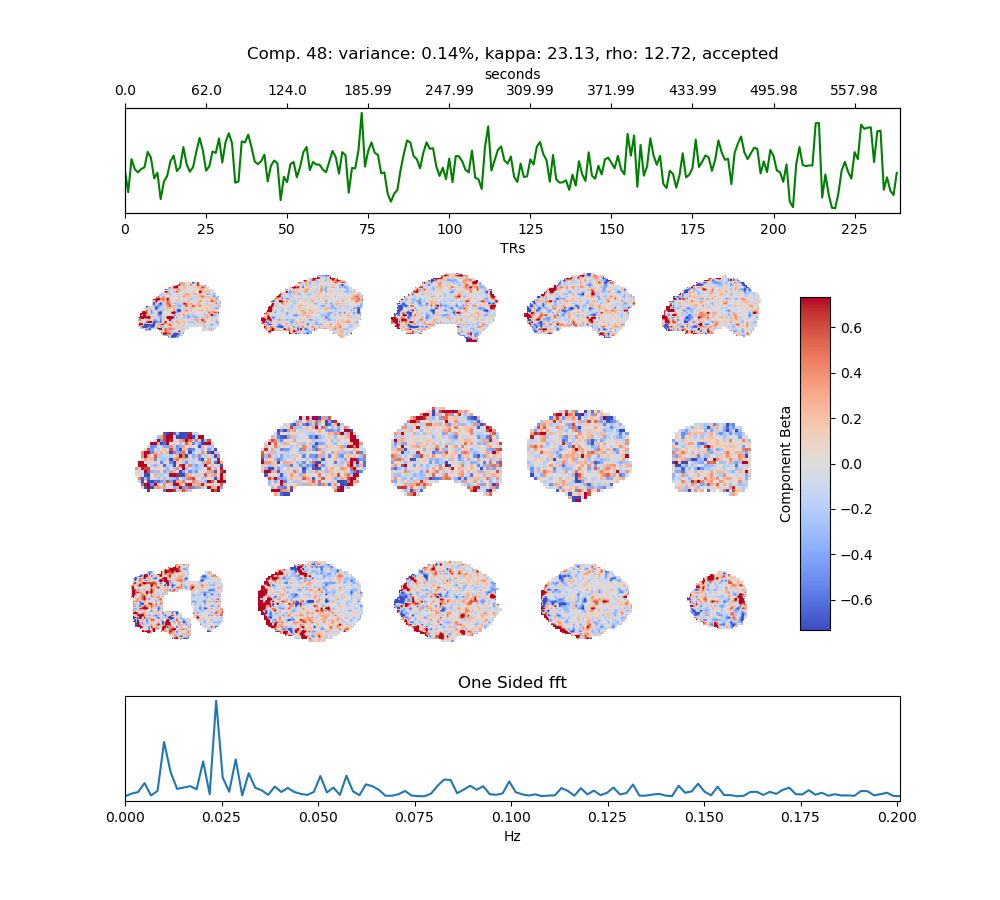 Comp. 48: variance: 0.14%, kappa: 23.13, rho: 12.72, accepted
seconds
0.0 62.0 124.0 185.99 247.99 309.99 371.99 433.99 495.98 557.98
0 25 50 75 100 125 150 175 200 225
TRs
0.6
0.4
0.2
0.0
−0.2
−0.4
−0.6
Component Beta
One Sided fft
0.000 0.025 0.050 0.075 0.100 0.125 0.150 0.175 0.200
Hz